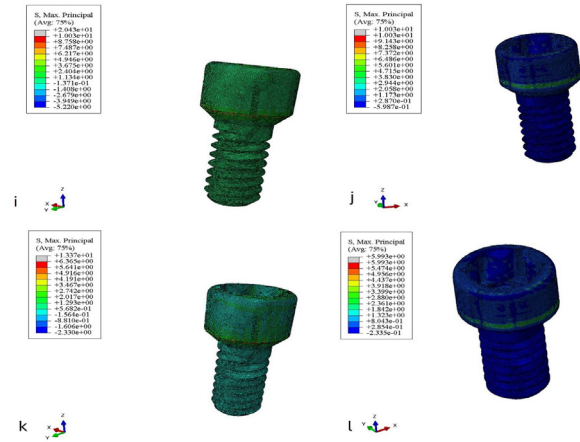 S, Max. Principal
(Avg: 75%)
+2.043e+01
+1.003e+01
+8.758e+00
+7.487e+00
+6.217e+00
+4.946e+00
+3.675e+00
+2.404e+00
+1.134e+00
-1.371e-01
-1.408e+00
-2.679e+00
-3.949e+00
-5.220e+00
Z
X
Y
i
S, Max. Principal
(Avg: 75%)
+1.003e+01
+1.003e+01
+9.143e+00
+8.258e+00
+7.372e+00
+6.486e+00
+5.601e+00
+4.715e+00
+3.830e+00
+2.944e+00
+2.058e+00
+1.173e+00
+2.870e-01
-5.987e-01
Z
Y
X
j
S, Max. Principal
(Avg: 75%)
+1.337e+01
+6.365e+00
+5.641e+00
+4.916e+00
+4.191e+00
+3.467e+00
+2.742e+00
+2.017e+00
+1.293e+00
+5.682e-01
-1.564e-01
-8.810e-01
-1.606e+00
-2.330e+00
Z
X
Y
k
S, Max. Principal
(Avg: 75%)
+5.993e+00
+5.993e+00
+5.474e+00
+4.956e+00
+4.437e+00
+3.918e+00
+3.399e+00
+2.880e+00
+2.361e+00
+1.842e+00
+1.323e+00
+8.043e-01
+2.854e-01
-2.335e-01
Z
Y
X
l